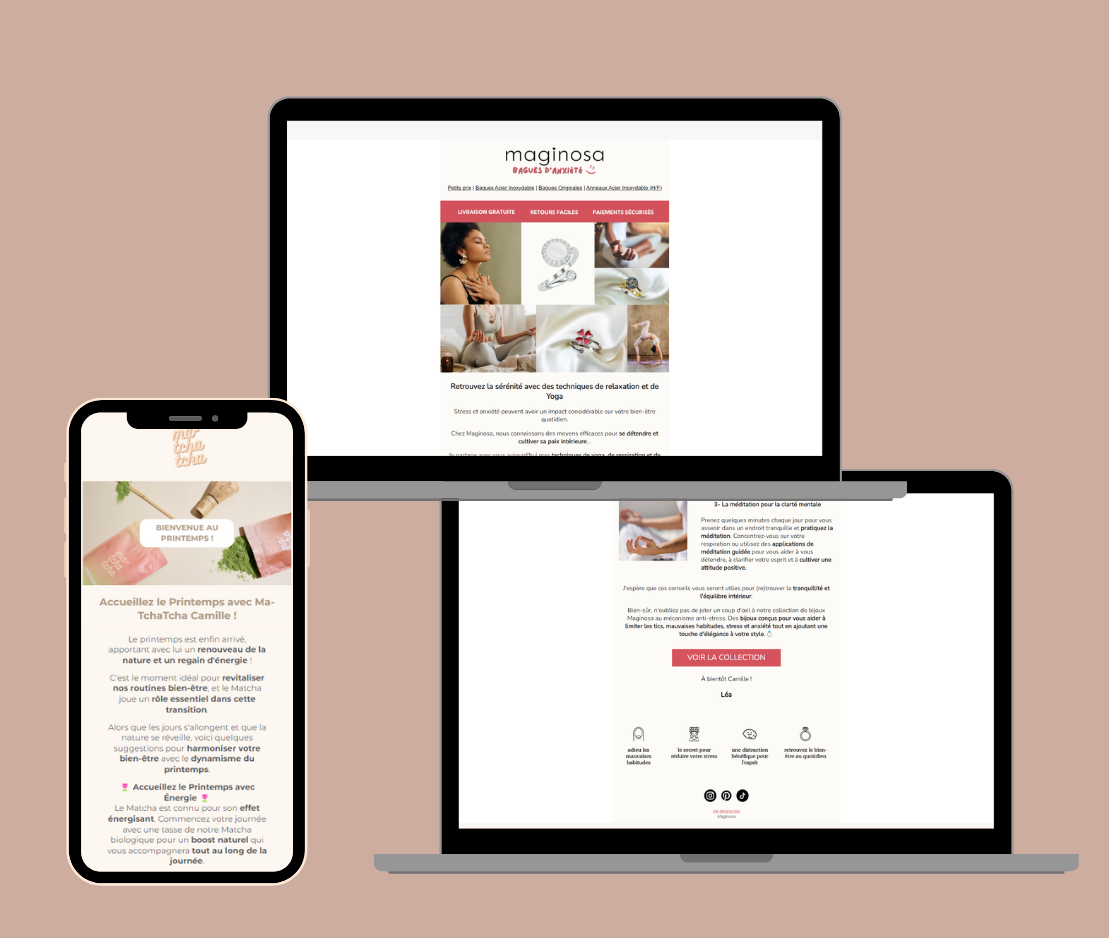 maginosa
BAGUES D'ANXIÉTÉ
Petits prix | Bagues Acier Inoxydable | Bagues Originales | Anneaux Acier Inoxydable (H/F)
LIVRAISON GRATUITE RETOURS FACILES PAIEMENTS SÉCURISÉS
Retrouvez la sérénité avec des techniques de relaxation et de
Yoga
Stress et anxiété peuvent avoir un impact considérable sur votre bien-être
quotidien.
Chez Maginosa, nous connaissons des moyens efficaces pour se détendre et
cultiver sa paix intérieure...
Je partage avec vous aujourd'hui mes techniques de yoga, de respiration et de
ma-
tcha
tcha
BIENVENUE AU
PRINTEMPS !
Accueillez le Printemps avec Ma-
TchaTcha Camille !
Le printemps est enfin arrivé,
apportant avec lui un renouveau de la
nature et un regain d'énergie !
C'est le moment idéal pour revitaliser
nos routines bien-être, et le Matcha
joue un rôle essentiel dans cette
transition.
Alors que les jours s'allongent et que la
nature se réveille, voici quelques
suggestions pour harmoniser votre
bien-être avec le dynamisme du
printemps.
🌷 Accueillez le Printemps avec
Énergie 🌷
Le Matcha est connu pour son effet
énergisant. Commencez votre journée
avec une tasse de notre Matcha
biologique pour un boost naturel qui
vous accompagnera tout au long de la
journée.
3- La méditation pour la clarté mentale
Prenez quelques minutes chaque jour pour vous
asseoir dans un endroit tranquille et pratiquez la
méditation. Concentrez-vous sur votre
respiration ou utilisez des applications de
méditation guidée pour vous aider à vous
détendre, à clarifier votre esprit et à cultiver une
attitude positive.
J'espère que ces conseils vous seront utiles pour (re)trouver la tranquillité et
l'équilibre intérieur.
Bien-sûr, n'oubliez pas de jeter un coup d'œil à notre collection de bijoux
Maginosa au mécanisme anti-stress. Des bijoux conçus pour vous aider à
limiter les tics, mauvaises habitudes, stress et anxiété tout en ajoutant une
touche d'élégance à votre style. 💍
VOIR LA COLLECTION
À bientôt Camille !
Léa
adieu les
mauvaises
habitudes
le secret pour
réduire votre stress
une distraction
bénéfique pour
l'esprit
retrouvez le bien-
être au quotidien
Maginosa